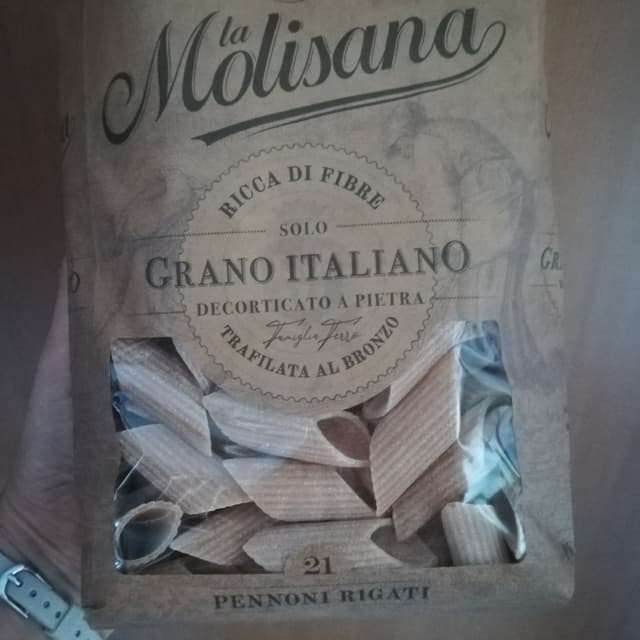 la
Molisana
RICCA DI FIBRE
SOLO
GRANO ITALIANO
DECORTICATO A PIETRA
Famiglia Ferro
TRAFILATA AL BRONZO
21
PENNONI RIGATI